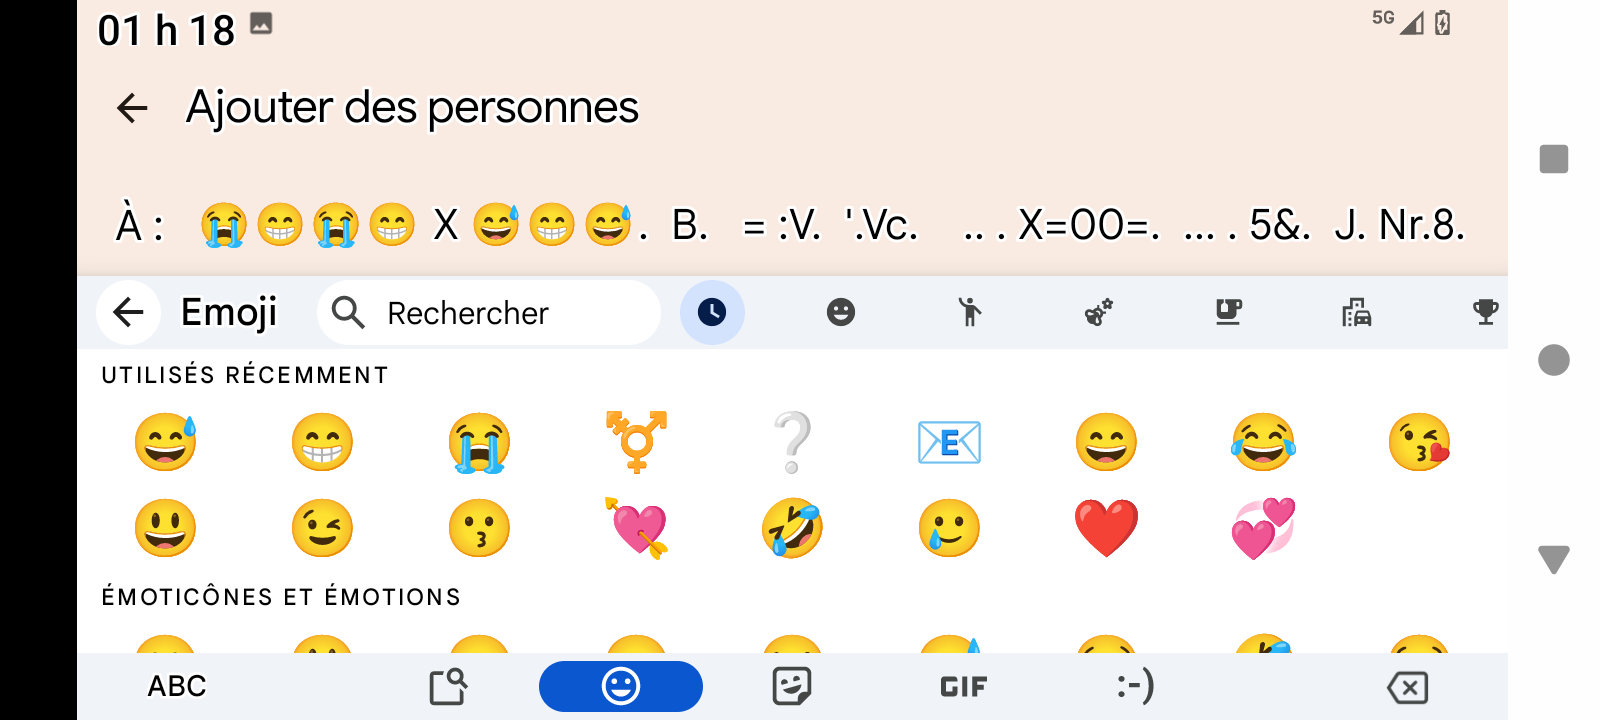 01 h 18 5G
Ajouter des personnes
À : 😭😁😭😁 X 😅😁😅. B. = :V. '.Vc. .. . X=00=. ... . 5&. J. Nr.8.
Emoji Rechercher
UTILISÉS RÉCEMMENT
ÉMOTICÔNES ET ÉMOTIONS
ABC GIF :-)